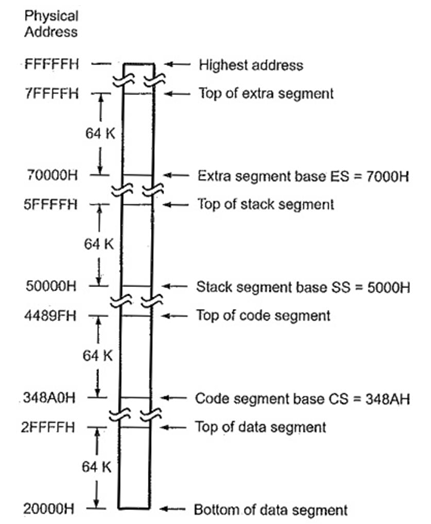 Physical
Address
FFFFFH
Highest address
7FFFFH
Top of extra segment
64 K
70000H
Extra segment base ES = 7000H
5FFFFH
Top of stack segment
64 K
50000H
Stack segment base SS = 5000H
4489FH
Top of code segment
64 K
348A0H
Code segment base CS = 348AH
2FFFFH
Top of data segment
64 K
20000H
Bottom of data segment